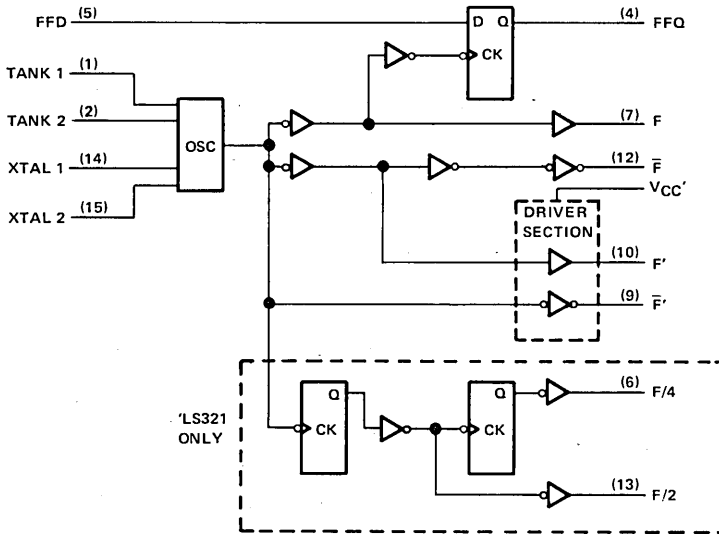 FFD (5) D Q (4) FFQ
CK
TANK 1 (1)
TANK 2 (2)
OSC
(7) F
XTAL 1 (14)
(12) F̅
VCC'
XTAL 2 (15)
DRIVER
SECTION
(10) F'
(9) F̅'
'LS321
ONLY
Q
CK
Q
CK
(6) F/4
(13) F/2